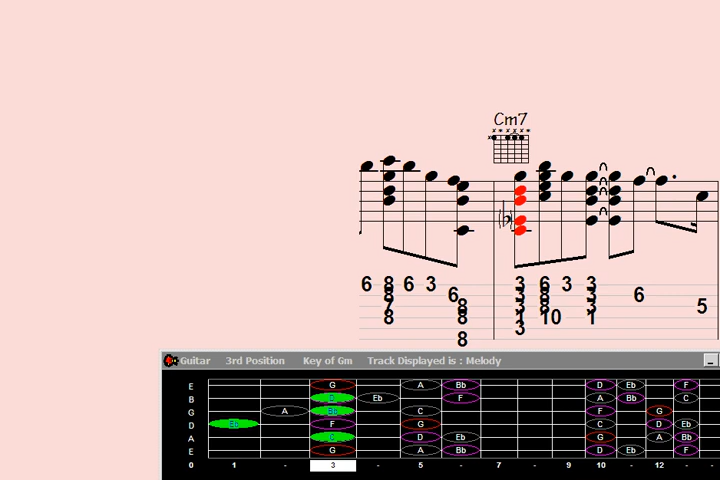 Cm7
6 8 6 3 3 6 3 3
8 6 8 3 8 3 6
7 8 3 8 3 5
8 8 1 10 1
3
8
Guitar 3rd Position Key of Gm Track Displayed is : Melody
E G A Bb D Eb F
B D Eb F A Bb C
G A Bb C F G
D Eb F G C D Eb
A C D Eb G A Bb
E G A Bb D Eb F
0 1 - 3 - 5 - 7 - 9 10 - 12 - -